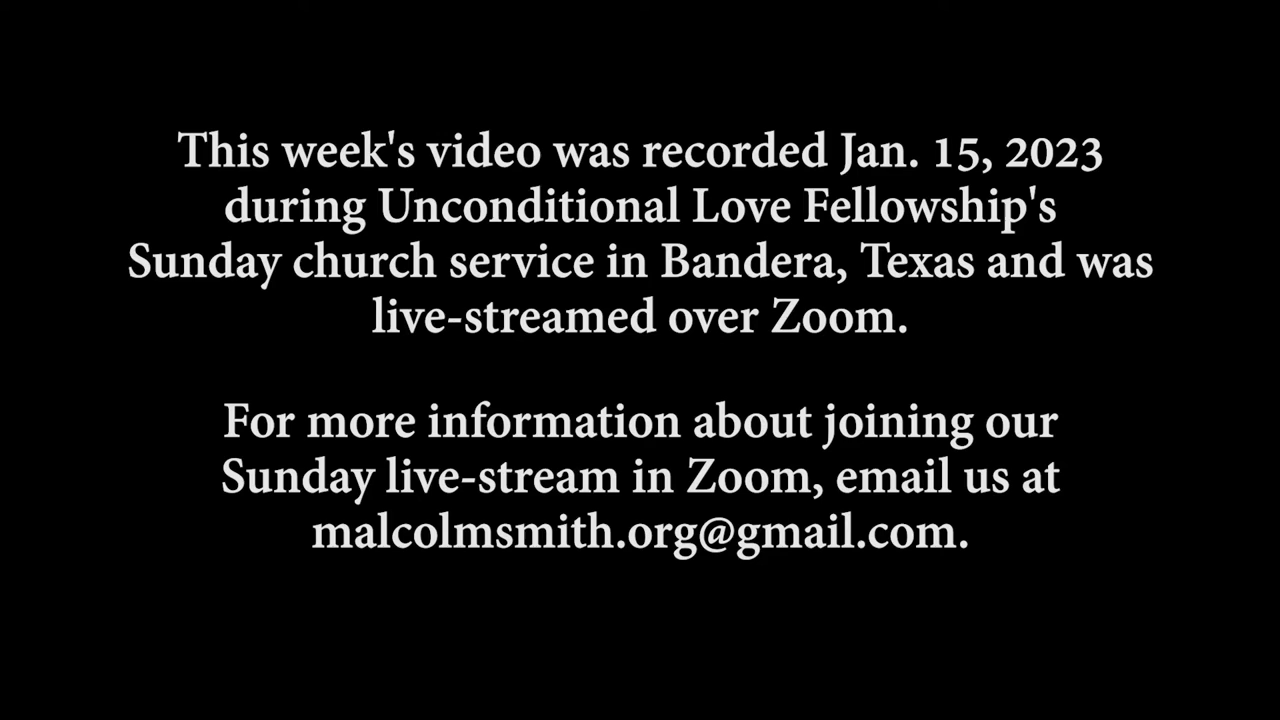 This week's video was recorded Jan. 15, 2023
during Unconditional Love Fellowship's
Sunday church service in Bandera, Texas and was
live-streamed over Zoom.
For more information about joining our
Sunday live-stream in Zoom, email us at
malcolmsmith.org@gmail.com.